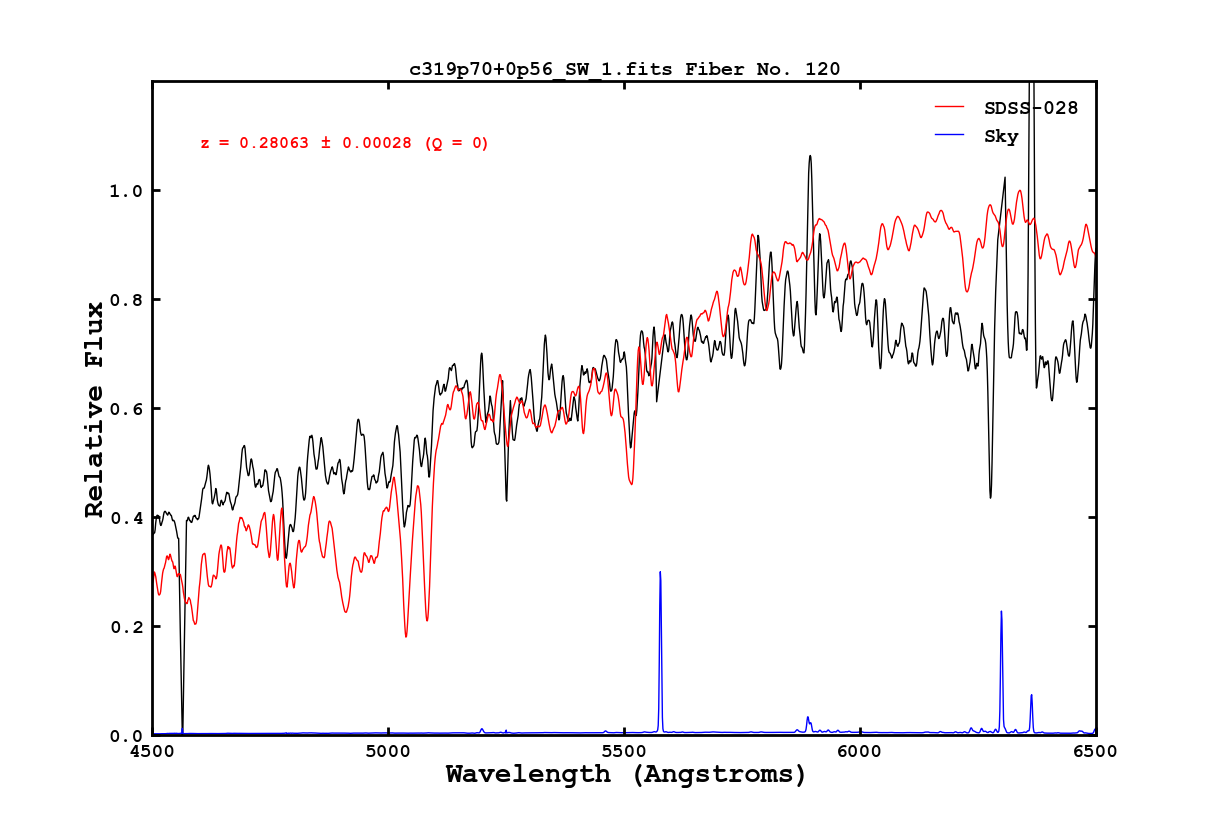 c319p70+0p56_SW_1.fits Fiber No. 120
SDSS-028
Sky
z = 0.28063 ± 0.00028 (Q = 0)
1.0
0.8
0.6
0.4
0.2
0.0
Relative Flux
4500 5000 5500 6000 6500
Wavelength (Angstroms)